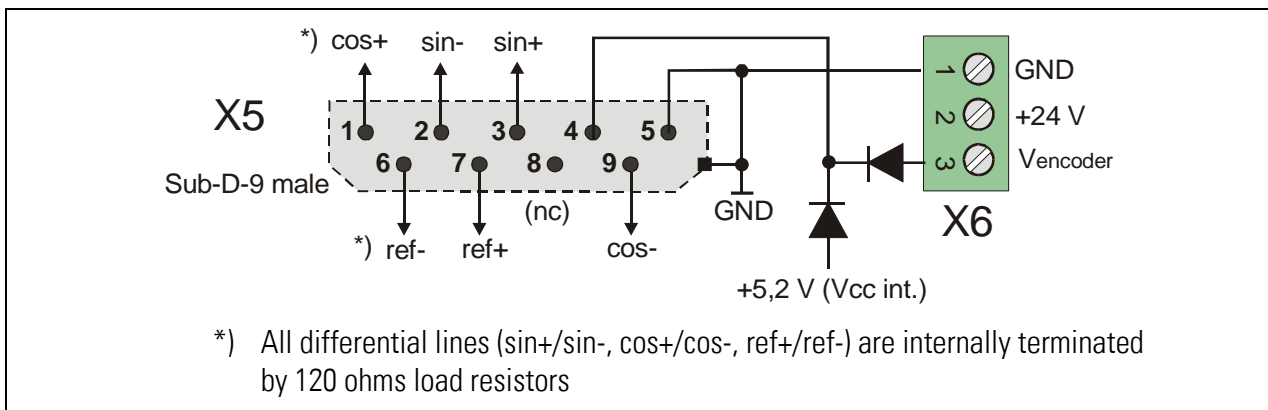 *) cos+ sin- sin+
1 GND
X5 1 2 3 4 5
2 +24 V
6 7 8 9
3 Vencoder
Sub-D-9 male
(nc) GND X6
*) ref- ref+ cos-
+5,2 V (Vcc int.)
*) All differential lines (sin+/sin-, cos+/cos-, ref+/ref-) are internally terminated
by 120 ohms load resistors